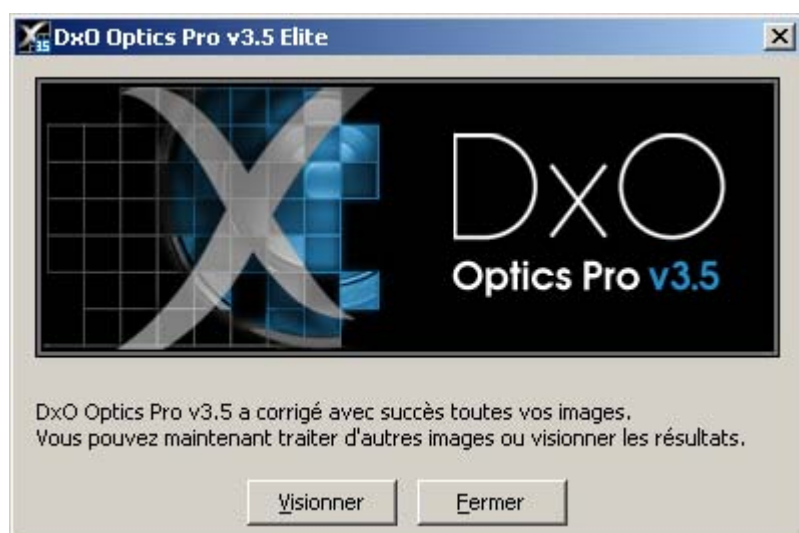 DxO Optics Pro v3.5 Elite
DxO
Optics Pro v3.5
DxO Optics Pro v3.5 a corrigé avec succès toutes vos images.
Vous pouvez maintenant traiter d'autres images ou visionner les résultats.
Visionner Fermer